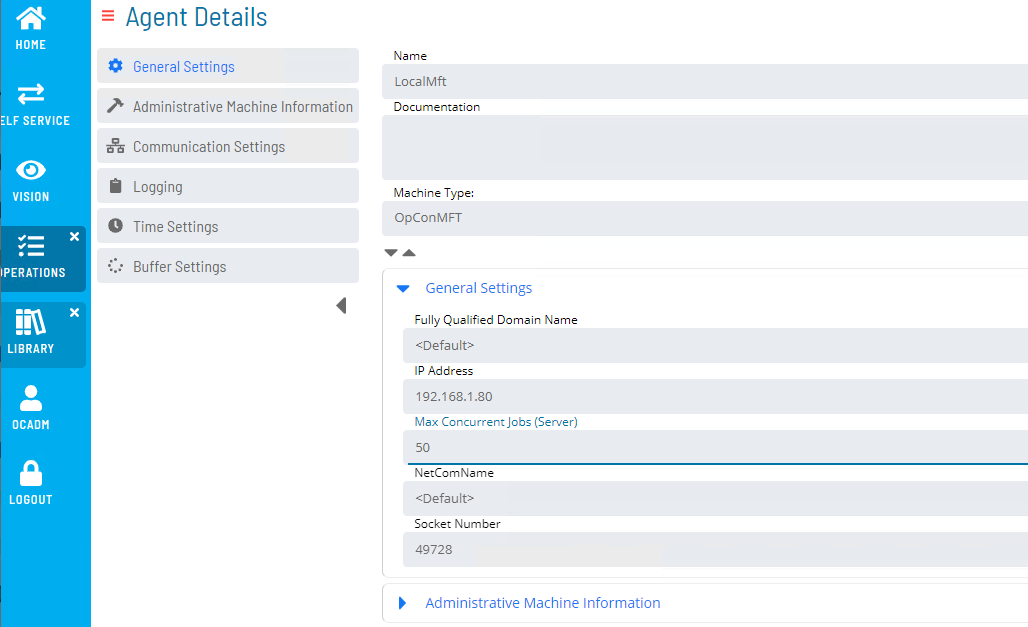 HOME
ELF SERVICE
VISION
OPERATIONS
LIBRARY
OCADM
LOGOUT
Agent Details
General Settings
Administrative Machine Information
Communication Settings
Logging
Time Settings
Buffer Settings
Name
LocalMft
Documentation
Machine Type:
OpConMFT
General Settings
Fully Qualified Domain Name
<Default>
IP Address
192.168.1.80
Max Concurrent Jobs (Server)
50
NetComName
<Default>
Socket Number
49728
Administrative Machine Information